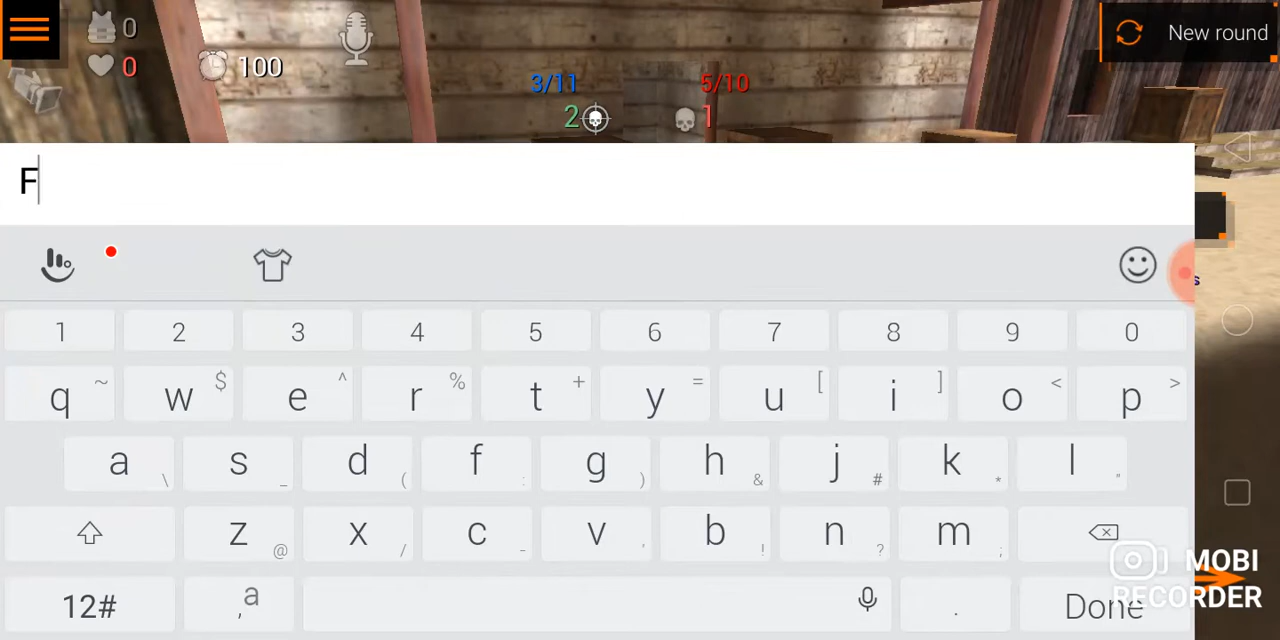 0
0
100
3/11
5/10
2
1
New round
F
s
1 2 3 4 5 6 7 8 9 0
q ~ w $ e ^ r % t + y = u [ i ] o < p >
a \ s _ d ( f : g ) h & j # k * l "
z @ x / c - v ' b ! n ? m ;
12# , a . Done
MOBI
RECORDER